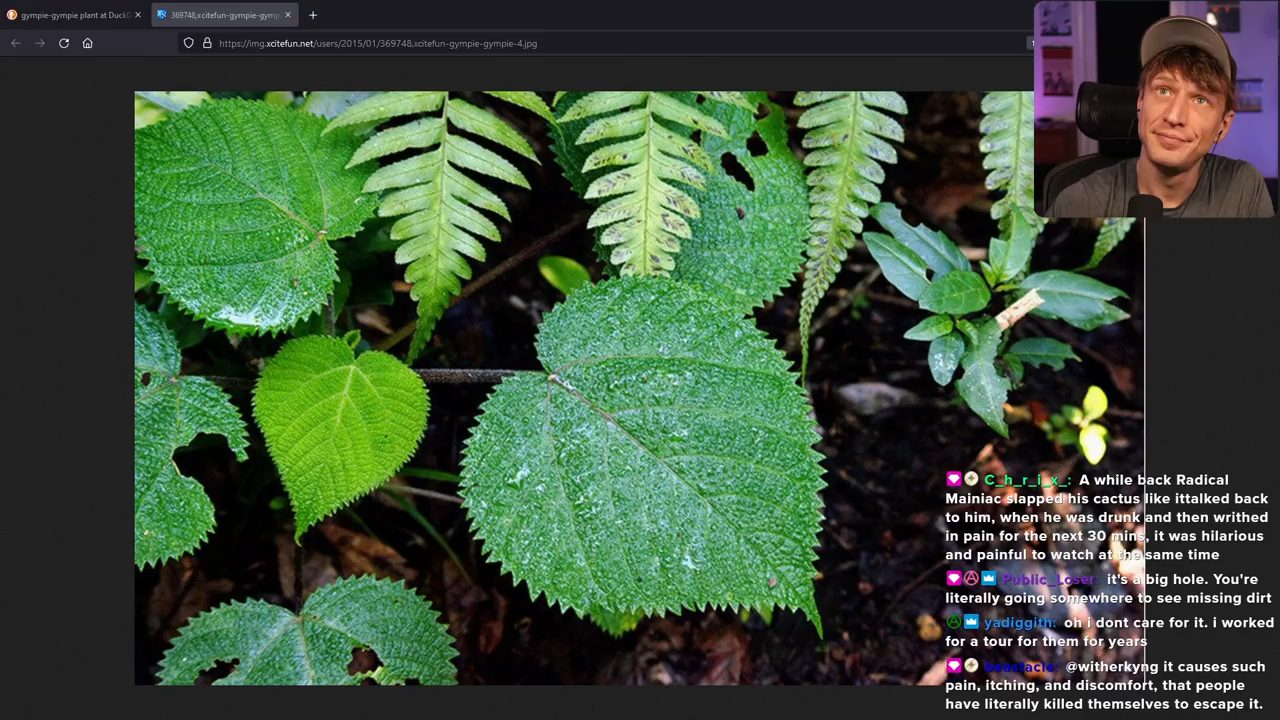 gympie-gympie plant at DuckD
369748,xcitefun-gympie-gymp
https://img.xcitefun.net/users/2015/01/369748,xcitefun-gympie-gympie-4.jpg
C_h_r_i_x_: A while back Radical
Mainiac slapped his cactus like ittalked back
to him, when he was drunk and then writhed
in pain for the next 30 mins, it was hilarious
and painful to watch at the same time
Public_Loser: it's a big hole. You're
literally going somewhere to see missing dirt
yadiggith: oh i dont care for it. i worked
for a tour for them for years
beastacle: @witherkyng it causes such
pain, itching, and discomfort, that people
have literally killed themselves to escape it.